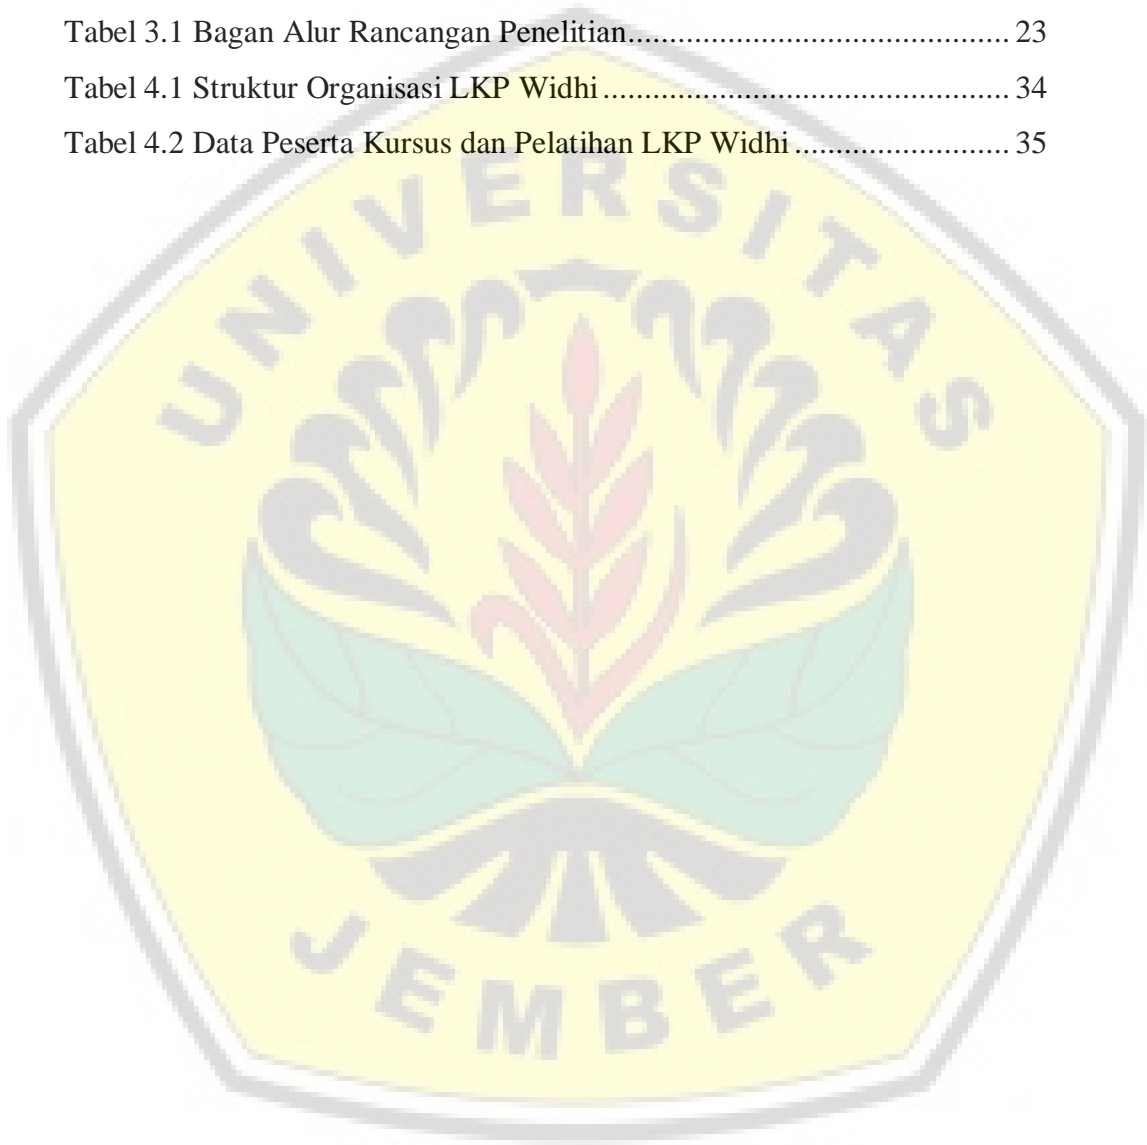 Tabel 3.1 Bagan Alur Rancangan Penelitian................................................ 23
Tabel 4.1 Struktur Organisasi LKP Widhi.................................................... 34
Tabel 4.2 Data Peserta Kursus dan Pelatihan LKP Widhi............................ 35
UNIVERSITAS
JEMBER